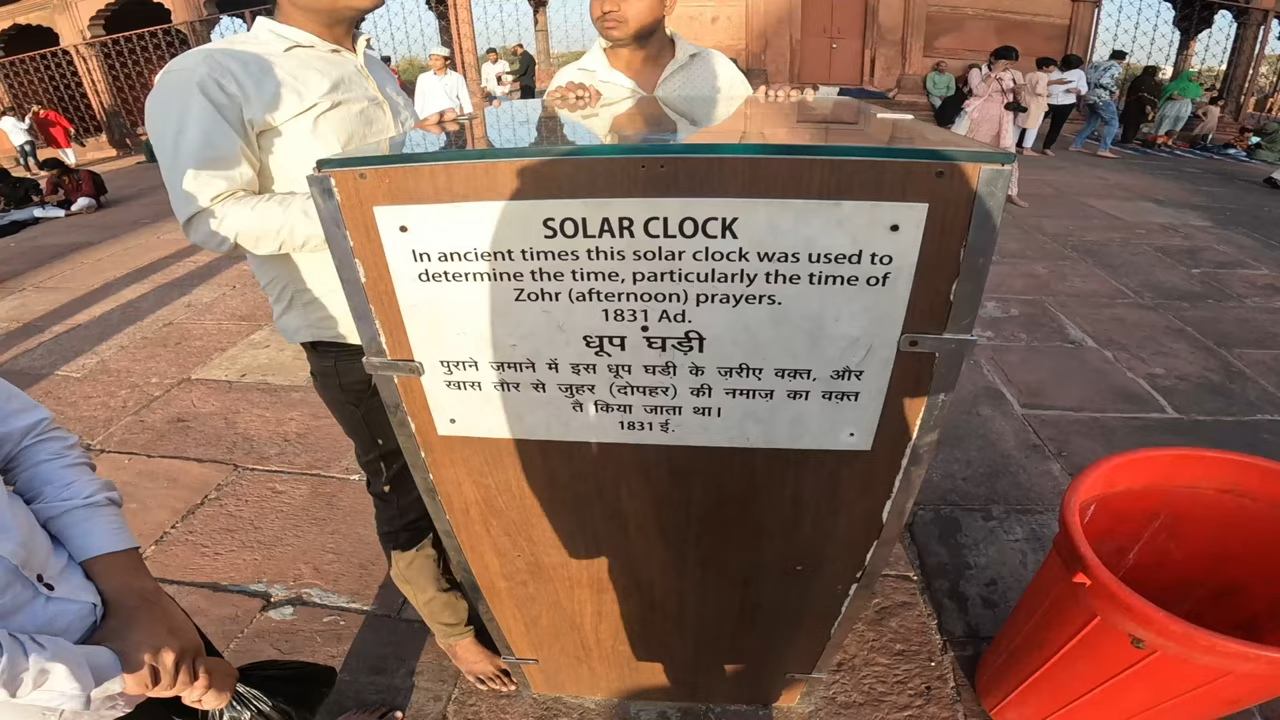 SOLAR CLOCK
In ancient times this solar clock was used to
determine the time, particularly the time of
Zohr (afternoon) prayers.
1831 Ad.
धूप घड़ी
पुराने ज़माने में इस धूप घड़ी के ज़रीए वक़्त, और
खास तौर से जुहर (दोपहर) की नमाज़ का वक़्त
तै किया जाता था।
1831 ई.